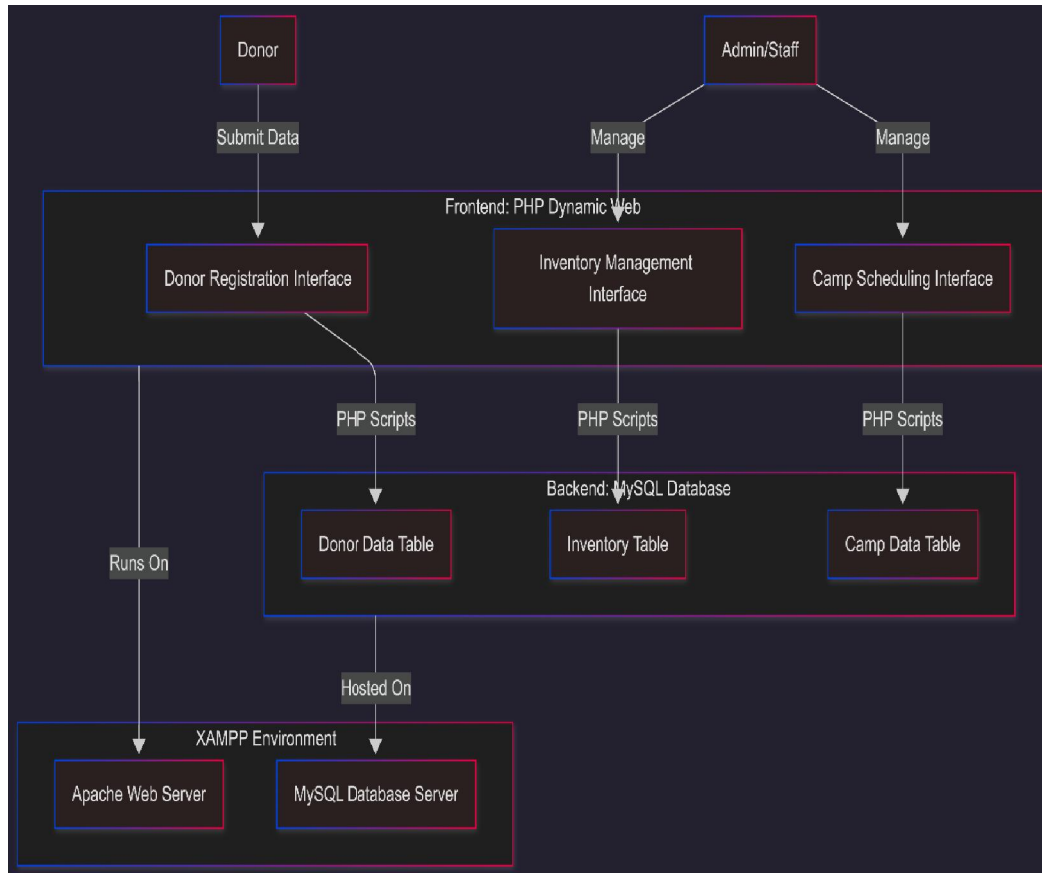 Donor
Admin/Staff
Submit Data
Manage
Manage
Frontend: PHP Dynamic Web
Donor Registration Interface
Inventory Management
Interface
Camp Scheduling Interface
PHP Scripts
PHP Scripts
PHP Scripts
Backend: MySQL Database
Donor Data Table
Inventory Table
Camp Data Table
Runs On
Hosted On
XAMPP Environment
Apache Web Server
MySQL Database Server